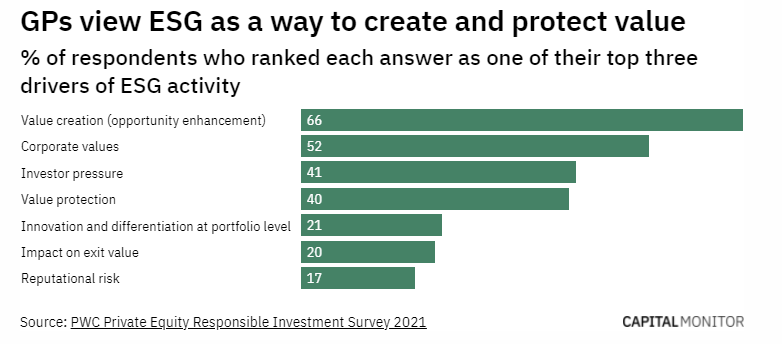 GPs view ESG as a way to create and protect value
% of respondents who ranked each answer as one of their top three
drivers of ESG activity
Value creation (opportunity enhancement) 66
Corporate values 52
Investor pressure 41
Value protection 40
Innovation and differentiation at portfolio level 21
Impact on exit value 20
Reputational risk 17
Source: PWC Private Equity Responsible Investment Survey 2021
CAPITALMONITOR